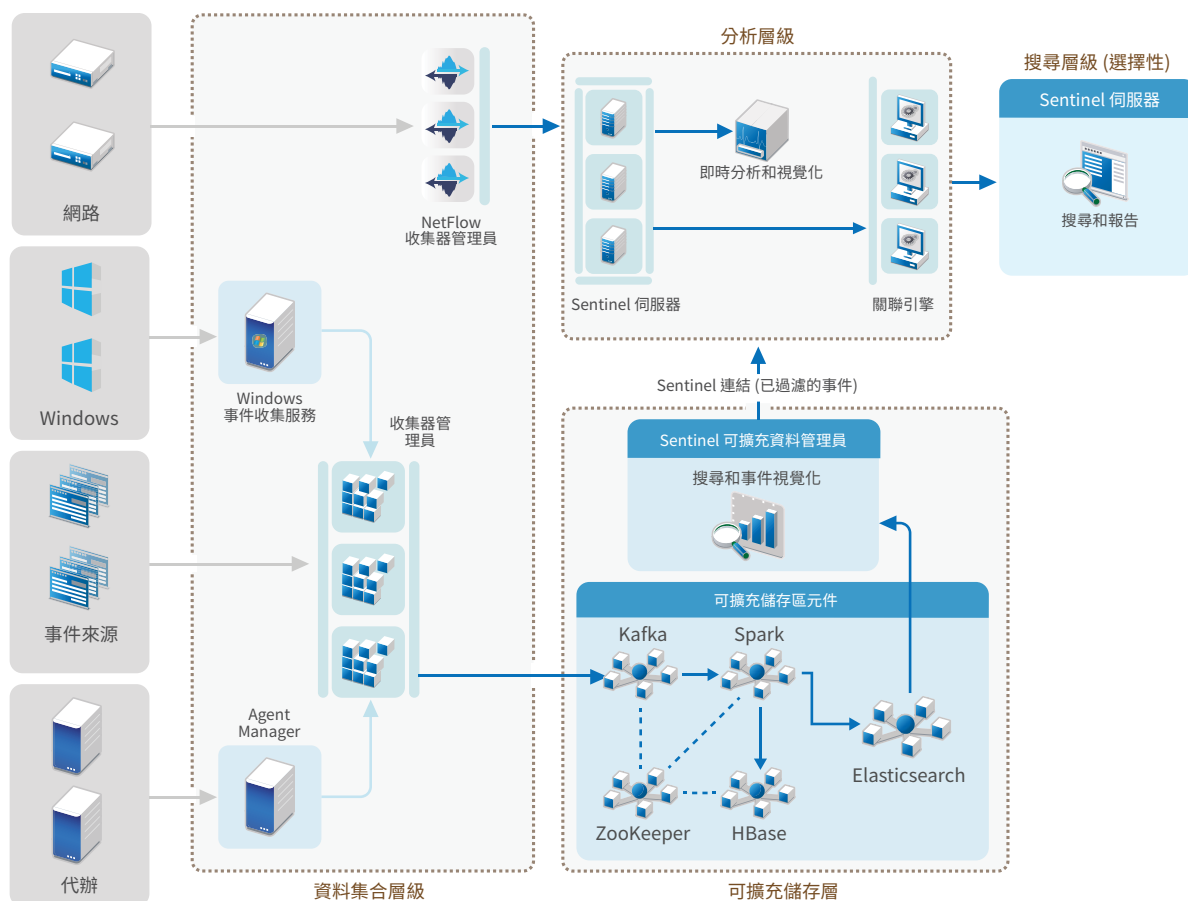 網路
Windows
事件來源
代辦
NetFlow
收集器管理員
Windows
事件收集服務
收集器管
理員
Agent
Manager
資料集合層級
分析層級
即時分析和視覺化
Sentinel 伺服器
關聯引擎
搜尋層級 (選擇性)
Sentinel 伺服器
搜尋和報告
Sentinel 連結 (已過濾的事件)
Sentinel 可擴充資料管理員
搜尋和事件視覺化
可擴充儲存區元件
Kafka
Spark
Elasticsearch
ZooKeeper
HBase
可擴充儲存層